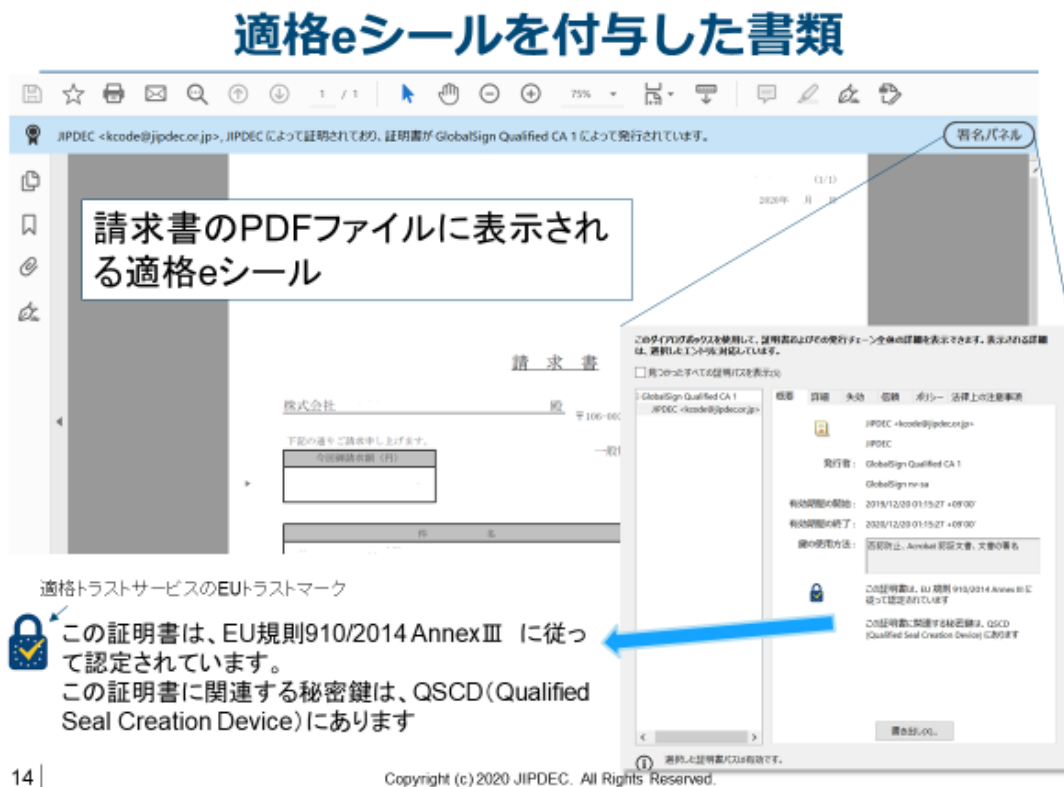 適格eシールを付与した書類
1 / 1
75%
JIPDEC <kcode@jipdec.or.jp>, JIPDEC によって証明されており、証明書が GlobalSign Qualified CA 1 によって発行されています。
署名パネル
(1/1)
2020年 月 日
請求書のPDFファイルに表示され
る適格eシール
請 求 書
株式会社 殿
〒106-003
下記の通りご請求申し上げます。
一般
今回御請求額（円）
件 名
このダイアログボックスを使用して、証明書およびその発行チェーン全体の詳細を表示できます。表示される詳細
は、選択したエントリに対応しています。
見つかったすべての証明パスを表示(S)
GlobalSign Qualified CA 1
JIPDEC <kcode@jipdec.or.jp>
概要 詳細 失効 信頼 ポリシー 法律上の注意事項
JIPDEC <kcode@jipdec.or.jp>
JIPDEC
発行者： GlobalSign Qualified CA 1
GlobalSign nv-sa
有効期間の開始： 2019/12/20 01:15:27 +09'00'
有効期間の終了： 2020/12/20 01:15:27 +09'00'
鍵の使用方法： 否認防止、Acrobat 認証文書、文書の署名
この証明書は、EU 規則 910/2014 Annex III に
従って認定されています
この証明書に関連する秘密鍵は、QSCD
(Qualified Seal Creation Device) にあります
書き出し(X)...
選択した証明書パスは有効です。
適格トラストサービスのEUトラストマーク
この証明書は、EU規則910/2014 AnnexⅢ に従っ
て認定されています。
この証明書に関連する秘密鍵は、QSCD（Qualified
Seal Creation Device）にあります
14
Copyright (c) 2020 JIPDEC. All Rights Reserved.